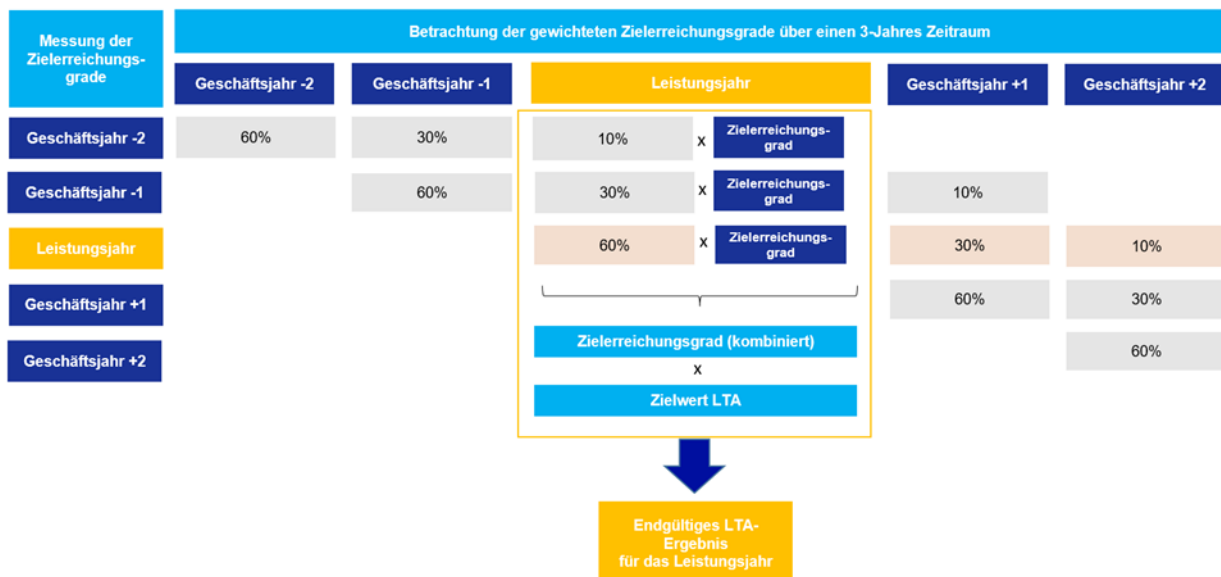 Messung der
Zielerreichungs-
grade
Betrachtung der gewichteten Zielerreichungsgrade über einen 3-Jahres Zeitraum
Geschäftsjahr -2
Geschäftsjahr -1
Leistungsjahr
Geschäftsjahr +1
Geschäftsjahr +2
Geschäftsjahr -2
60%
30%
10%
x
Zielerreichungs-
grad
Geschäftsjahr -1
60%
30%
x
Zielerreichungs-
grad
10%
Leistungsjahr
60%
x
Zielerreichungs-
grad
30%
10%
Geschäftsjahr +1
60%
30%
Zielerreichungsgrad (kombiniert)
Geschäftsjahr +2
60%
x
Zielwert LTA
Endgültiges LTA-
Ergebnis
für das Leistungsjahr